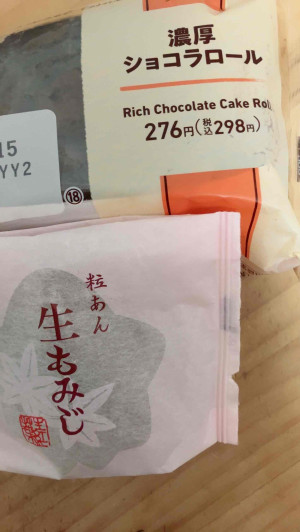 濃厚
ショコラロール
Rich Chocolate Cake Rol
276円(税込298円)
15
YY2
⑱
粒あん
生もみじ